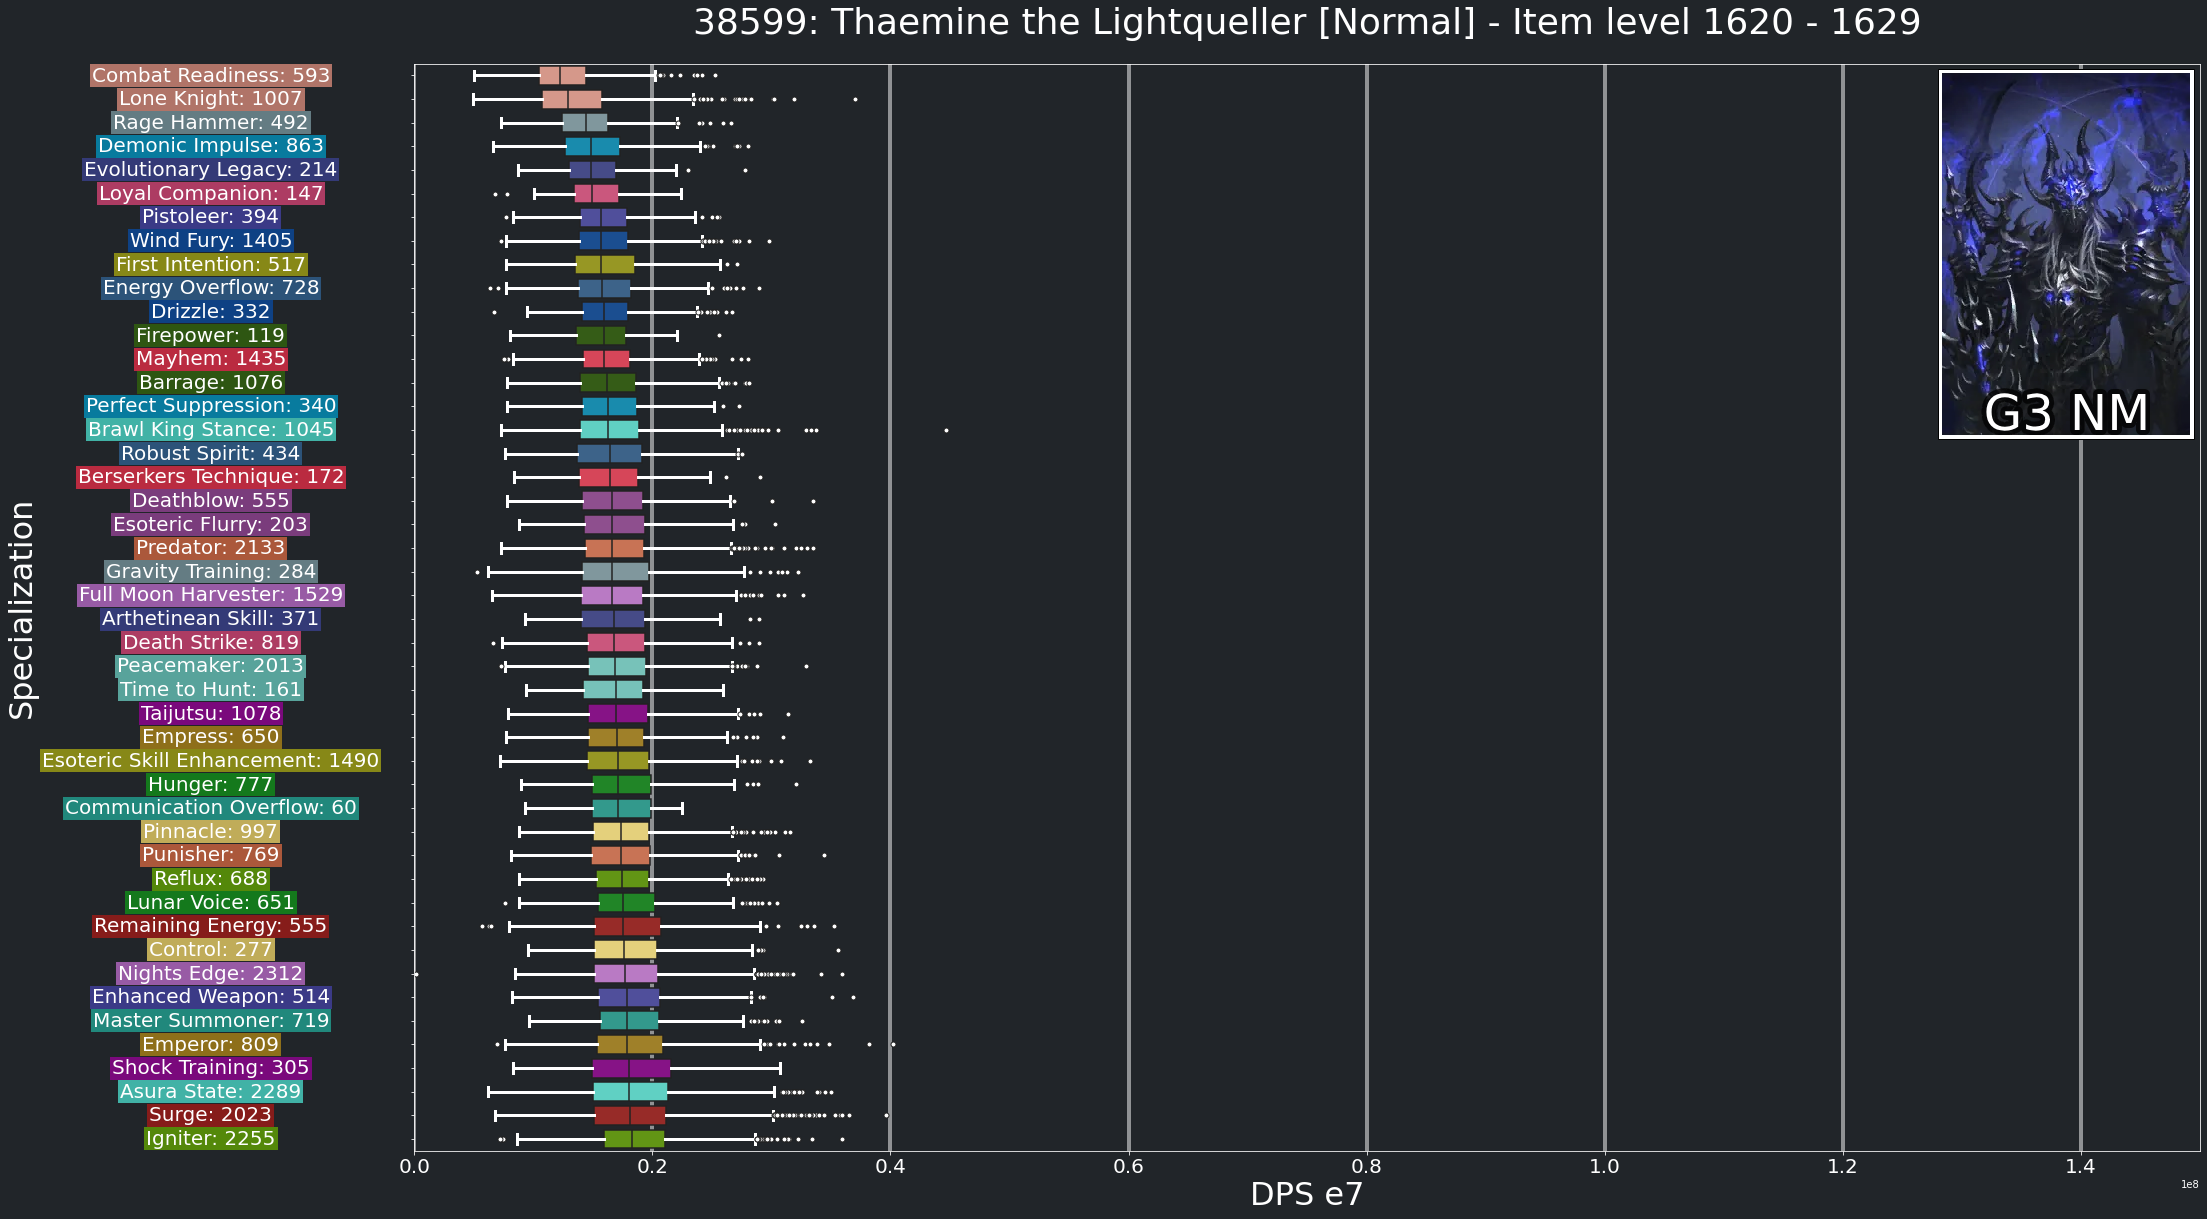 38599: Thaemine the Lightqueller [Normal] - Item level 1620 - 1629
Combat Readiness: 593
Lone Knight: 1007
Rage Hammer: 492
Demonic Impulse: 863
Evolutionary Legacy: 214
Loyal Companion: 147
Pistoleer: 394
Wind Fury: 1405
First Intention: 517
Energy Overflow: 728
Drizzle: 332
Firepower: 119
Mayhem: 1435
Barrage: 1076
Perfect Suppression: 340
Brawl King Stance: 1045
Robust Spirit: 434
Berserkers Technique: 172
Deathblow: 555
Esoteric Flurry: 203
Predator: 2133
Gravity Training: 284
Full Moon Harvester: 1529
Arthetinean Skill: 371
Death Strike: 819
Peacemaker: 2013
Time to Hunt: 161
Taijutsu: 1078
Empress: 650
Esoteric Skill Enhancement: 1490
Hunger: 777
Communication Overflow: 60
Pinnacle: 997
Punisher: 769
Reflux: 688
Lunar Voice: 651
Remaining Energy: 555
Control: 277
Nights Edge: 2312
Enhanced Weapon: 514
Master Summoner: 719
Emperor: 809
Shock Training: 305
Asura State: 2289
Surge: 2023
Igniter: 2255
Specialization
G3 NM
0.0 0.2 0.4 0.6 0.8 1.0 1.2 1.4
1e8
DPS e7